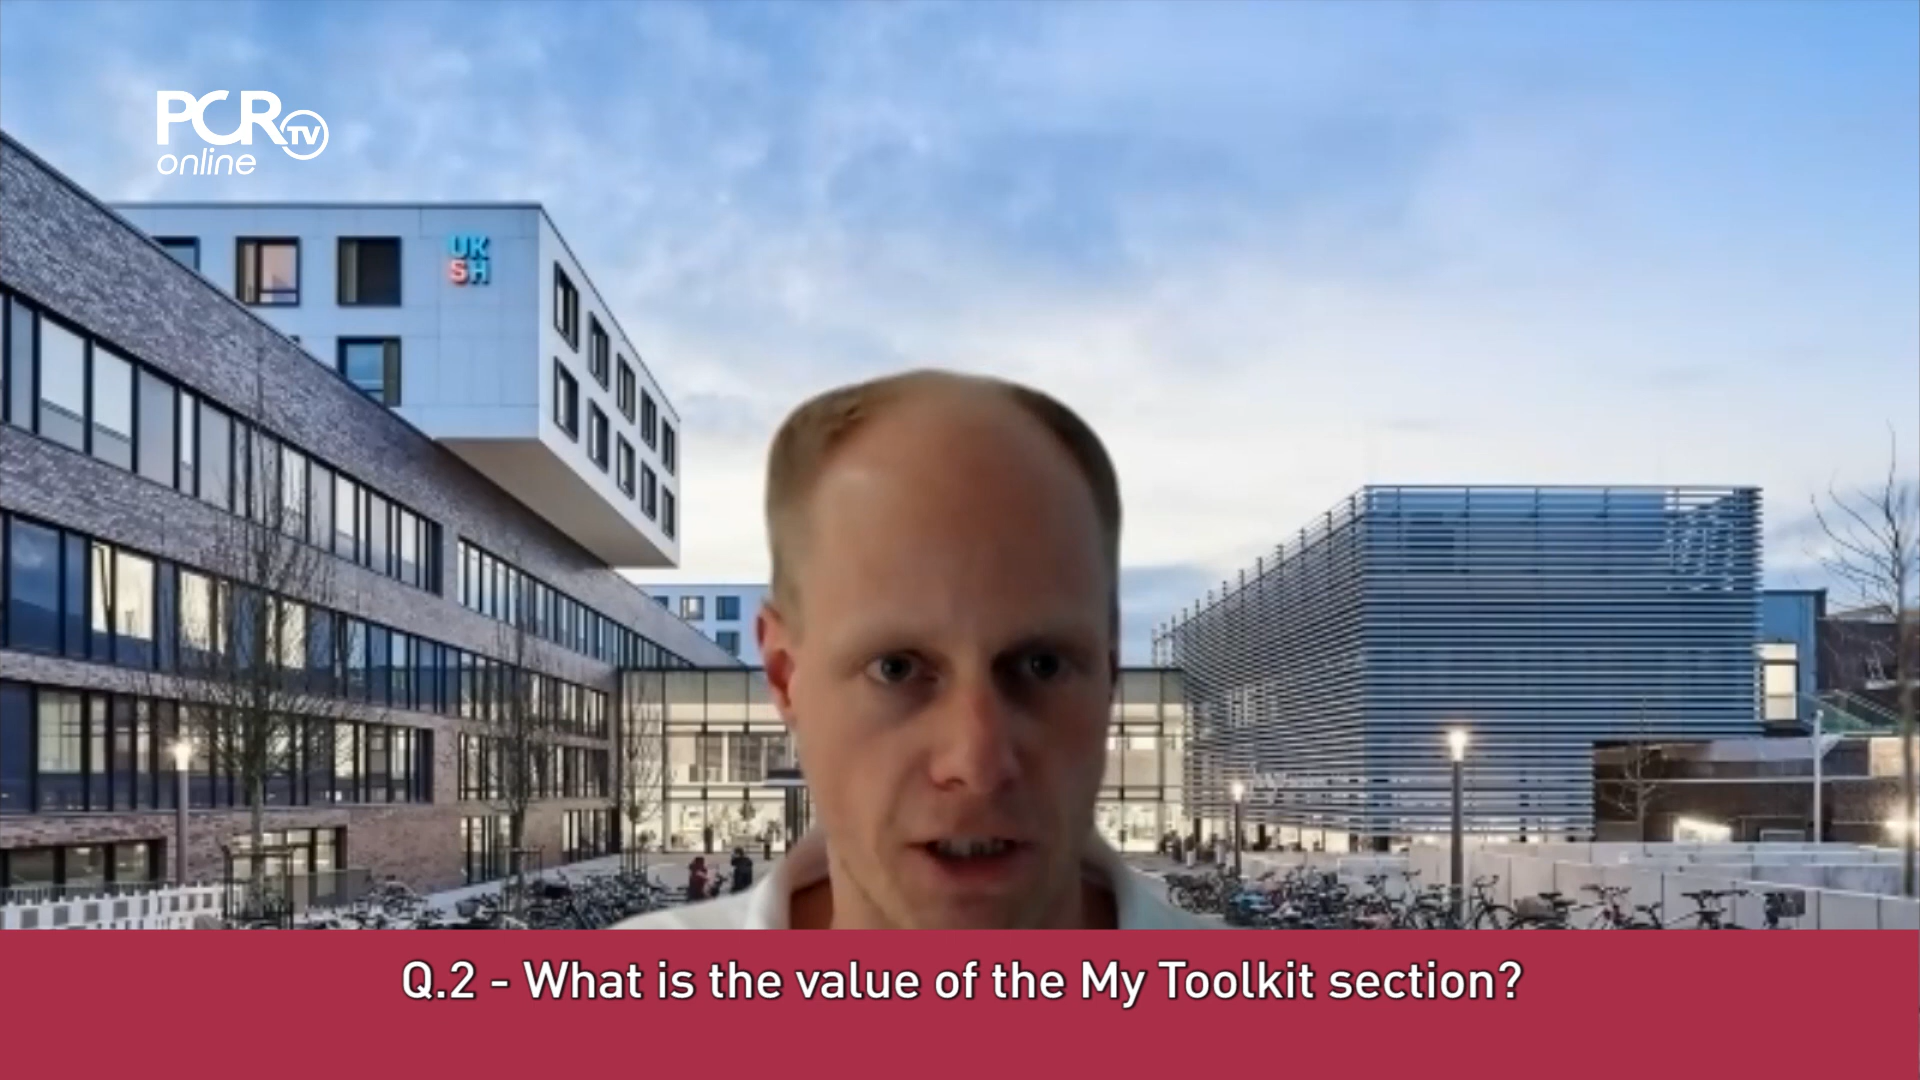 PCR
TV
online
UK
SH
Q.2 - What is the value of the My Toolkit section?